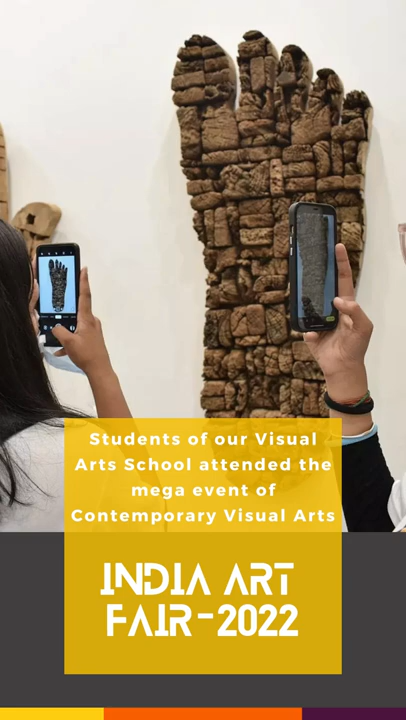 Students of our Visual
Arts School attended the
mega event of
Contemporary Visual Arts
INDIA ART
FAIR-2022